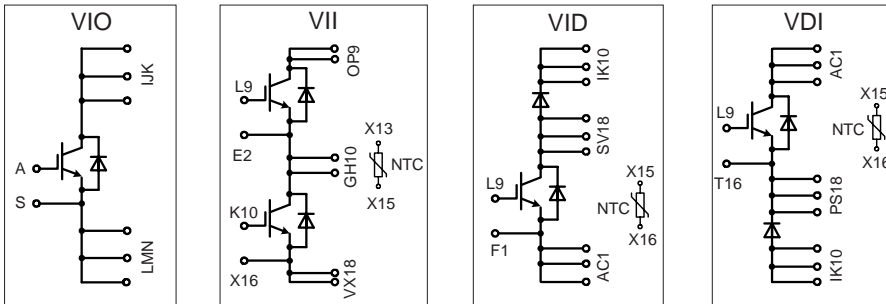 VIO
IJK
A
S
LMN
VII
OP9
L9
E2
GH10
X13
NTC
X15
K10
X16
VX18
VID
IK10
SV18
L9
X15
NTC
X16
F1
AC1
VDI
AC1
L9
X15
NTC
X16
T16
PS18
IK10